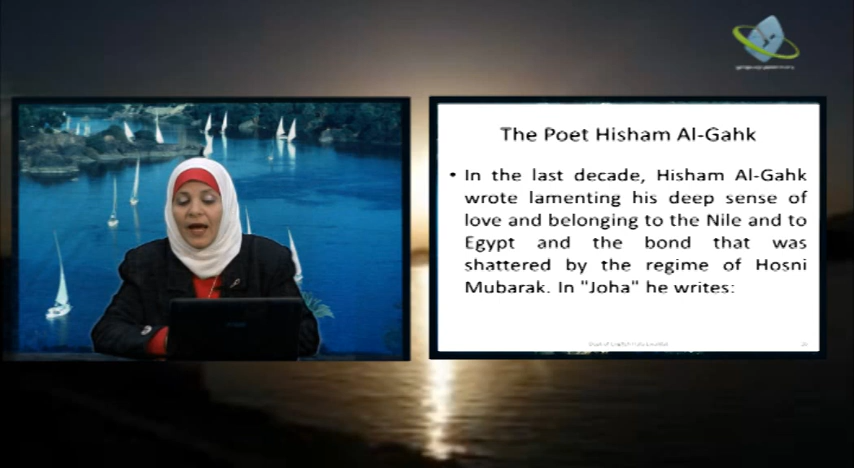 The Poet Hisham Al-Gahk
• In the last decade, Hisham Al-Gahk
wrote lamenting his deep sense of
love and belonging to the Nile and to
Egypt and the bond that was
shattered by the regime of Hosni
Mubarak. In "Joha" he writes: